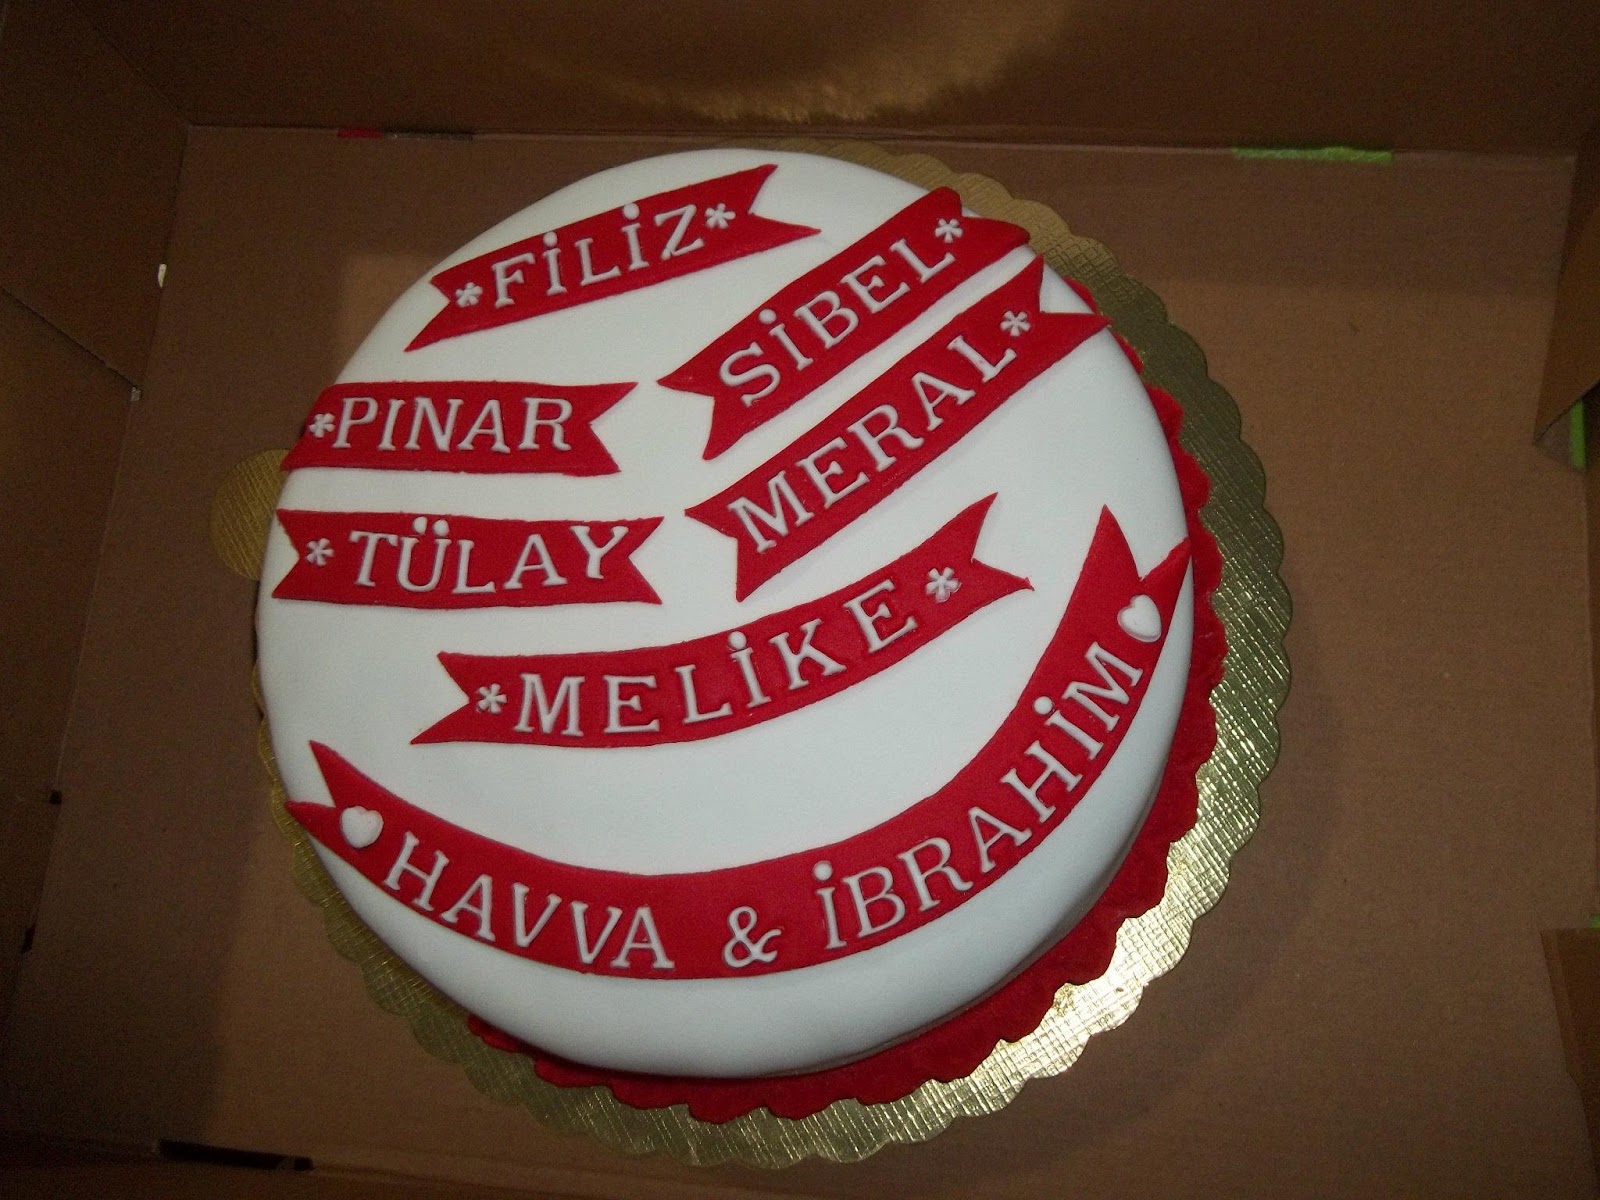 *FİLİZ*
SİBEL*
*PINAR
MERAL*
*TÜLAY
*MELİKE*
HAVVA & İBRAHİM